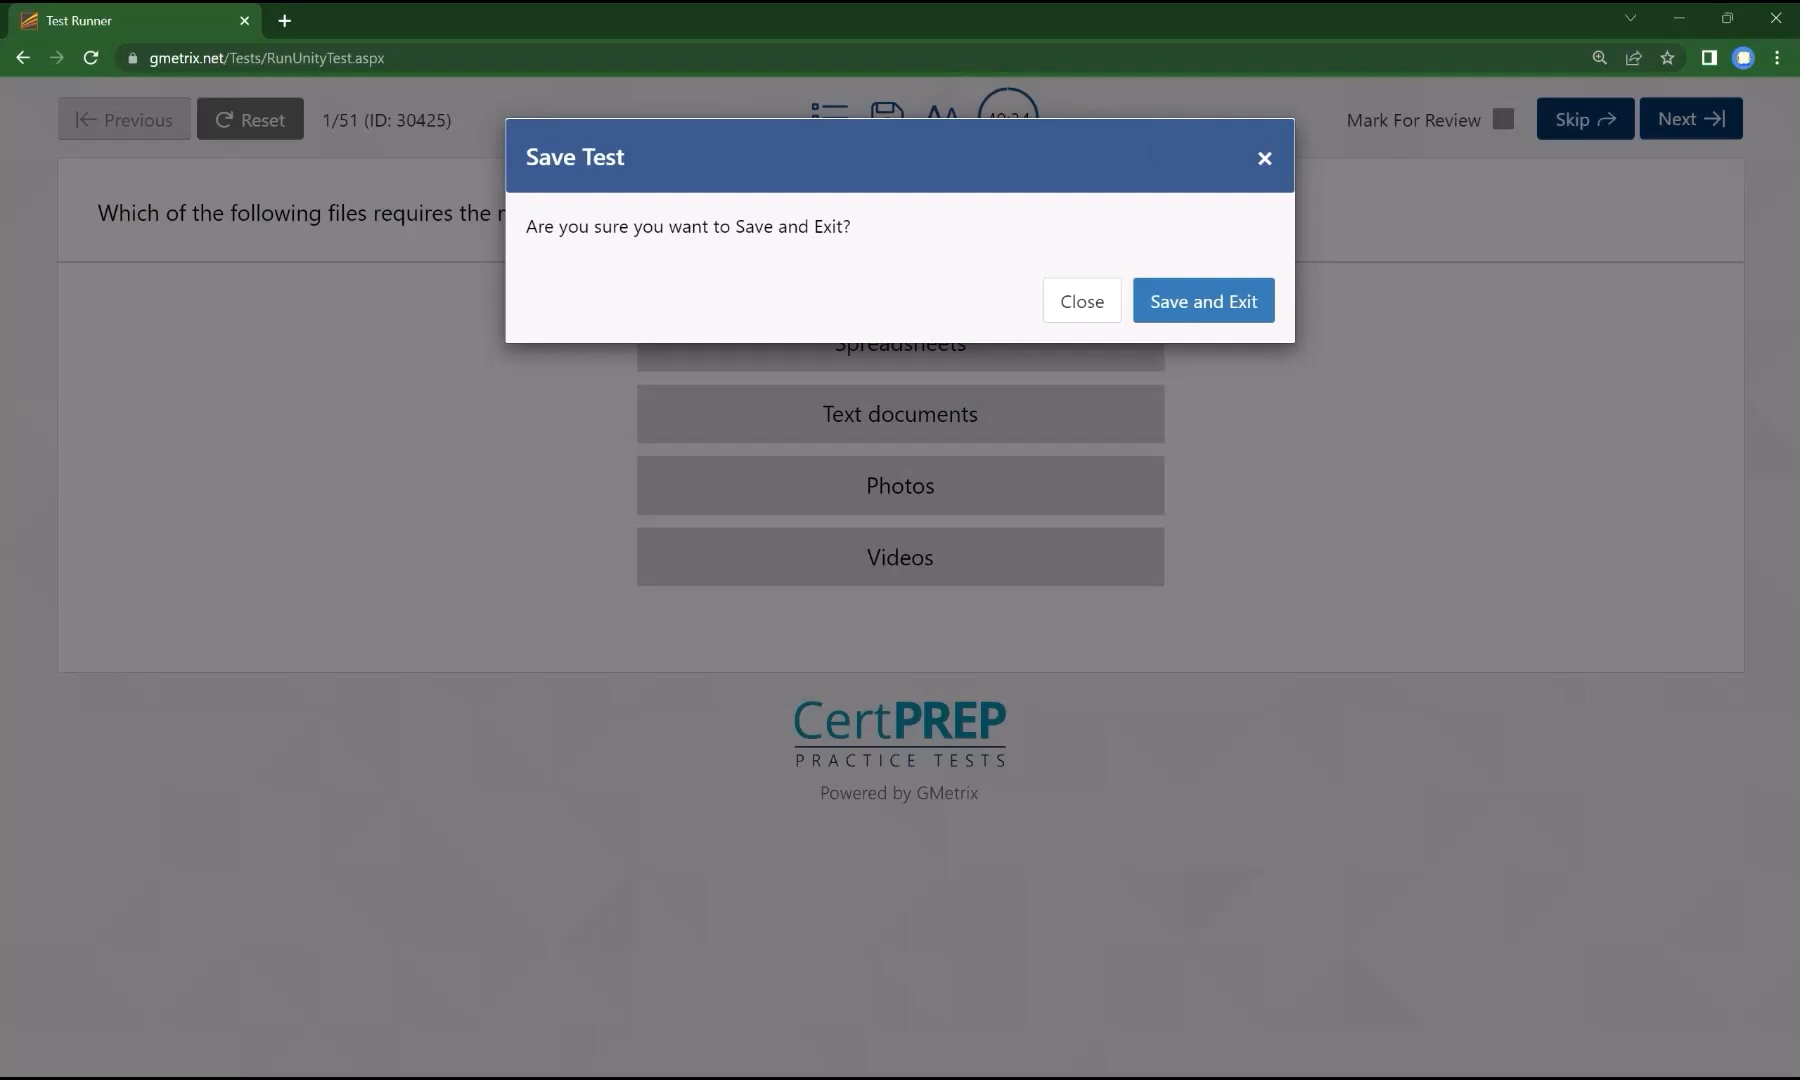 Test Runner
gmetrix.net/Tests/RunUnityTest.aspx
Previous
Reset
1/51 (ID: 30425)
Mark For Review
Skip
Next
Save Test
Which of the following files requires the
Are you sure you want to Save and Exit?
Close
Save and Exit
Spreadsheets
Text documents
Photos
Videos
CertPREP
PRACTICE TESTS
Powered by GMetrix